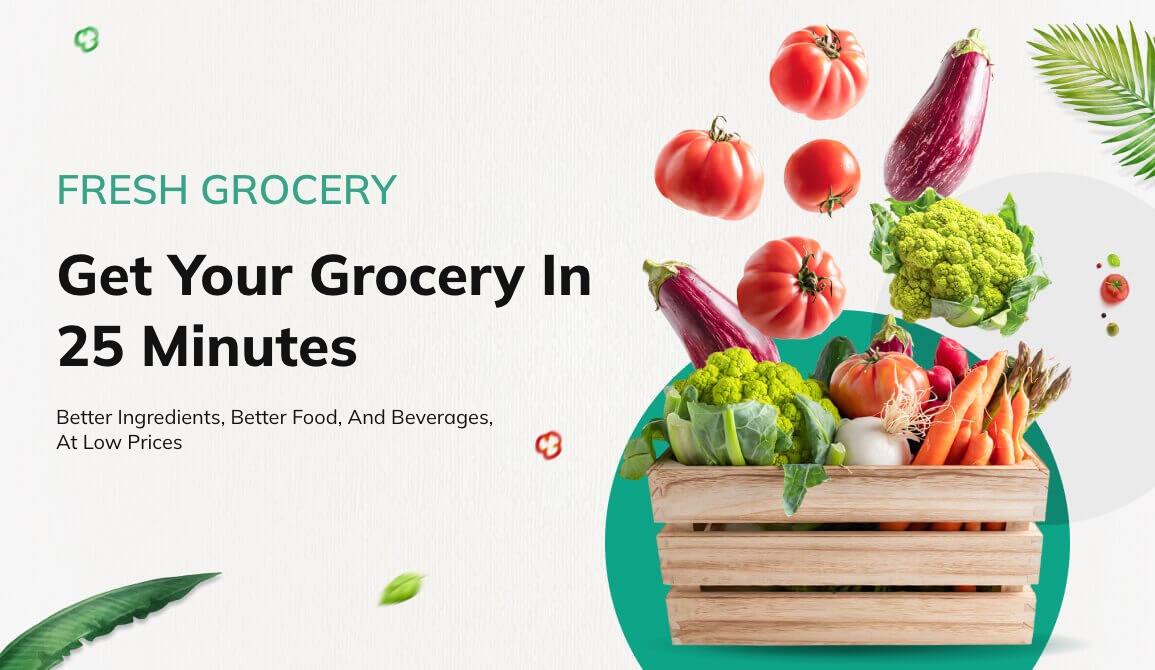 FRESH GROCERY
Get Your Grocery In
25 Minutes
Better Ingredients, Better Food, And Beverages,
At Low Prices